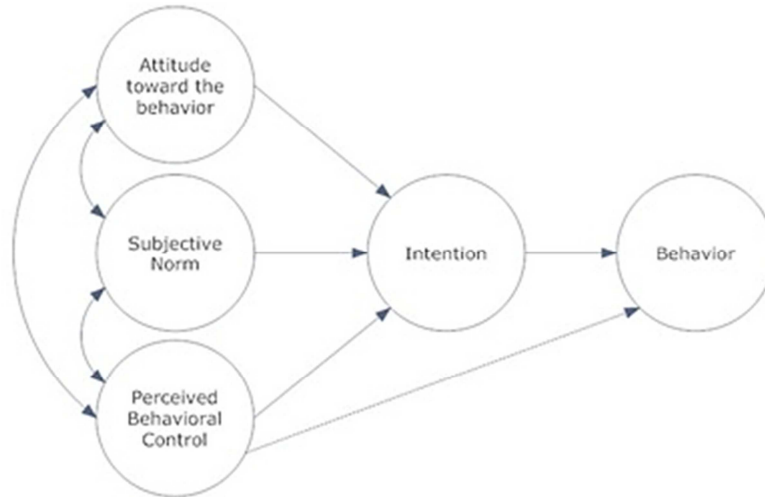 Attitude
toward the
behavior
Subjective
Norm
Intention
Behavior
Perceived
Behavioral
Control